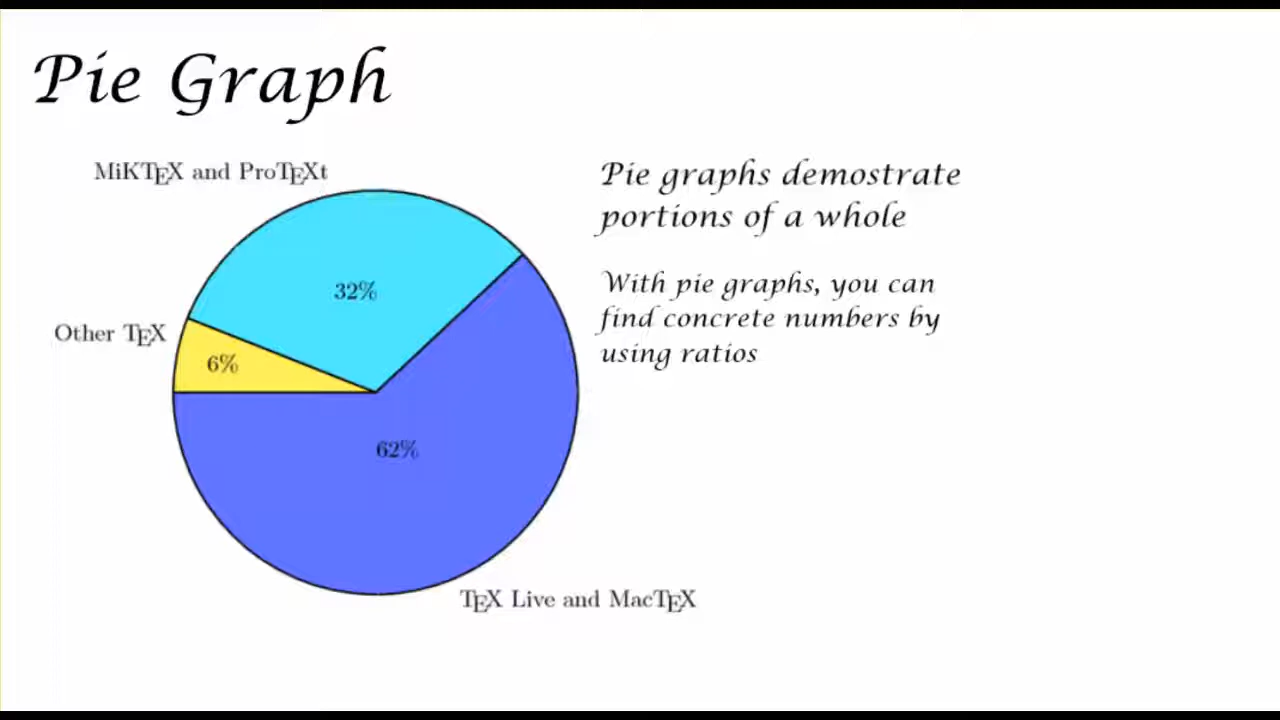 Pie Graph
MiKTEX and ProTEXt
32%
Other TEX
6%
62%
TEX Live and MacTEX
Pie graphs demostrate
portions of a whole
With pie graphs, you can
find concrete numbers by
using ratios